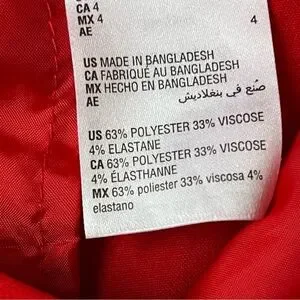 CA 4
MX 4 4
AE
US MADE IN BANGLADESH
CA FABRIQUÉ AU BANGLADESH
MX HECHO EN BANGLADESH
AE صُنع في بنغلاديش
US 63% POLYESTER 33% VISCOSE
4% ELASTANE
CA 63% POLYESTER 33% VISCOSE
4% ÉLASTHANNE
MX 63% poliester 33% viscosa 4%
elastano